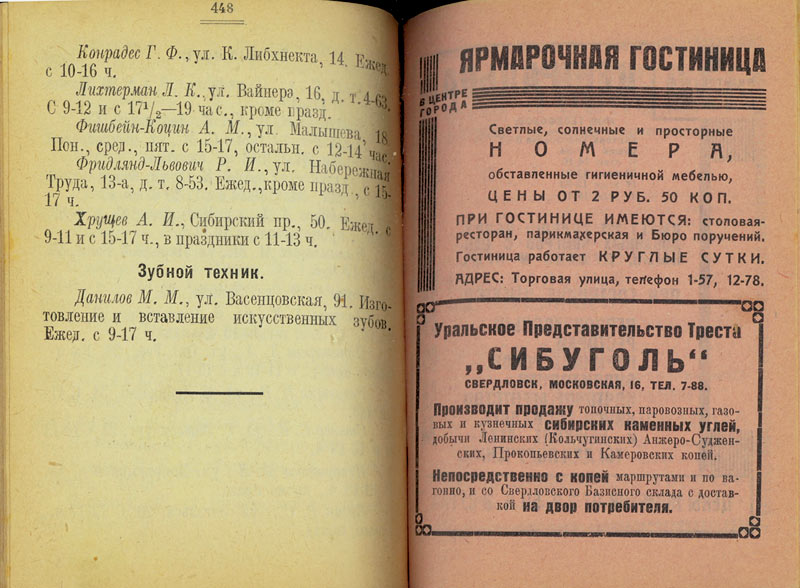 448
Конрадес Г. Ф., ул. К. Либхнекта, 14. Ежед.
с 10-16 ч.
Лихтерман Л. К., ул. Вайнера, 16, д. т. 4-63.
С 9-12 и с 17¹/₂—19 час., кроме празд.
Фишбейн-Коцин А. М., ул. Малышева, 18
Пон., сред., пят. с 15-17, остальн. с 12-14 час.
Фридлянд-Львович Р. И., ул. Набережная
Труда, 13-а, д. т. 8-53. Ежед., кроме празд., с 15-
17 ч.
Хрущев А. И., Сибирский пр., 50. Ежед. с
9-11 и с 15-17 ч., в праздники с 11-13 ч.
Зубной техник.
Данилов М. М., ул. Васенцовская, 91. Изго-
товление и вставление искусственных зубов.
Ежед. с 9-17 ч.
ЯРМАРОЧНАЯ ГОСТИНИЦА
В ЦЕНТРЕ
ГОРОДА
Светлые, солнечные и просторные
НОМЕРА,
обставленные гигиеничной мебелью,
ЦЕНЫ ОТ 2 РУБ. 50 КОП.
ПРИ ГОСТИНИЦЕ ИМЕЮТСЯ: столовая-
ресторан, парикмахерская и Бюро поручений.
Гостиница работает КРУГЛЫЕ СУТКИ.
АДРЕС: Торговая улица, телефон 1-57, 12-78.
Уральское Представительство Треста
„СИБУГОЛЬ“
СВЕРДЛОВСК, МОСКОВСКАЯ, 16, ТЕЛ. 7-88.
Производит продажу топочных, паровозных, газо-
вых и кузнечных сибирских каменных углей,
добычи Ленинских (Кольчугинских) Анжеро-Суджен-
ских, Прокопьевских и Камеровских копей.
Непосредственно с копей маршрутами и по ва-
гонно, и со Свердловского Базисного склада с достав-
кой на двор потребителя.